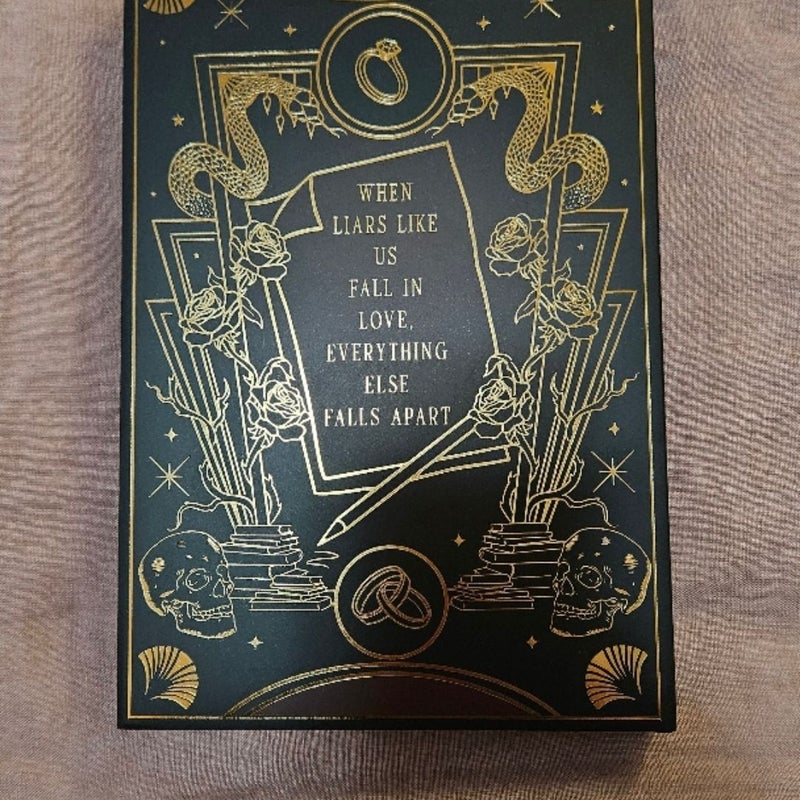 WHEN
LIARS LIKE
US
FALL IN
LOVE,
EVERYTHING
ELSE
FALLS APART